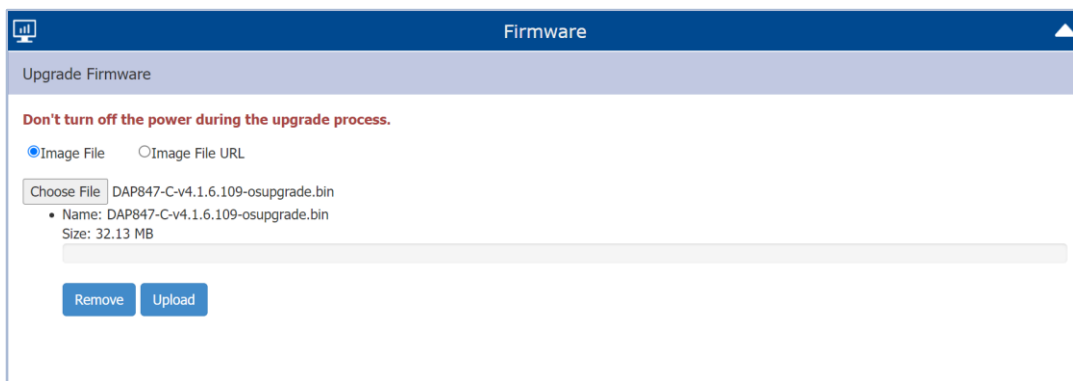 Firmware
Upgrade Firmware
Don't turn off the power during the upgrade process.
Image File Image File URL
Choose File DAP847-C-v4.1.6.109-osupgrade.bin
• Name: DAP847-C-v4.1.6.109-osupgrade.bin
Size: 32.13 MB
Remove Upload